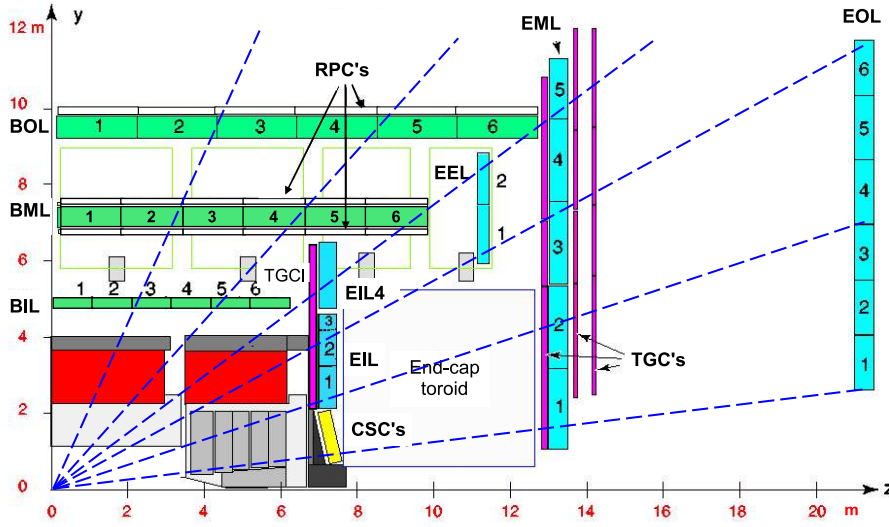 y
EML
EOL
12 m
RPC's
6
5
10
BOL
1 2 3 4 5 6
5
4
EEL
8
2
4
BML
1 2 3 4 5 6
1
6
TGCI
3
3
1 2 3 4 5 6
EIL4
BIL
2
4
3
2
2
EIL
End-cap
toroid
TGC's
1
1
1
2
CSC's
0
z
0 2 4 6 8 10 12 14 16 18 20 m